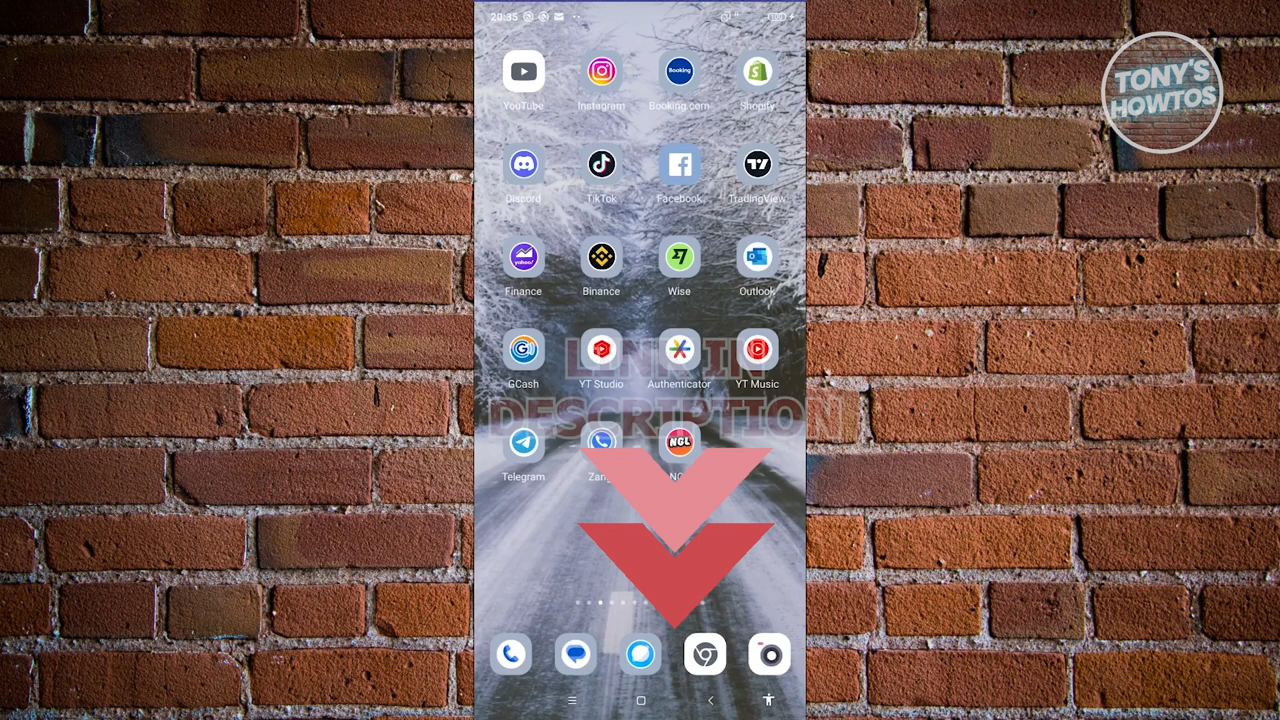 20:35
TONY'S
HOWTOS
Booking
YouTube Instagram Booking.com Shopify
Discord TikTok Facebook TradingView
yahoo!
Finance Binance Wise Outlook
LINK IN
GCash YT Studio Authenticator YT Music
DESCRIPTION
NGL
Telegram